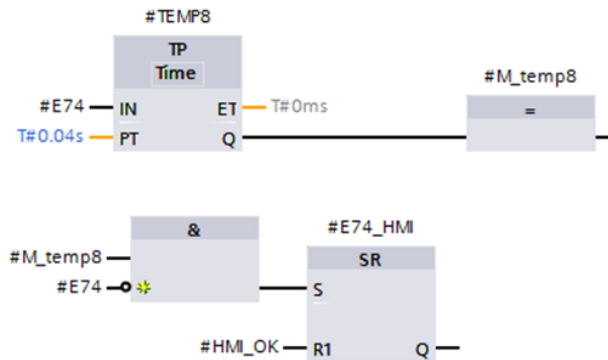 #TEMP8
TP
Time
#M_temp8
#E74 IN ET T#0ms
=
T#0.04s PT Q
&
#E74_HMI
#M_temp8
SR
#E74
S
#HMI_OK R1 Q